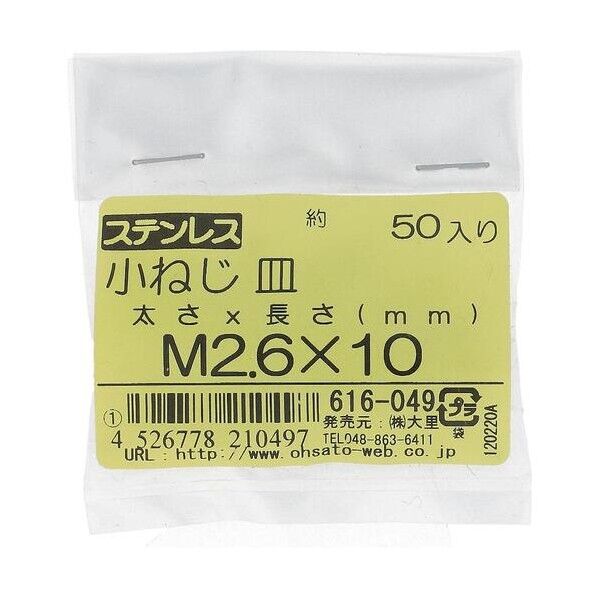 ステンレス 約 50入り
小ねじ 皿
太さx長さ(mm)
M2.6×10
616-049
① 発売元：㈱大里
4 526778 210497 TEL048-863-6411
プラ
袋
URL：http://www.ohsato-web.co.jp
120220A